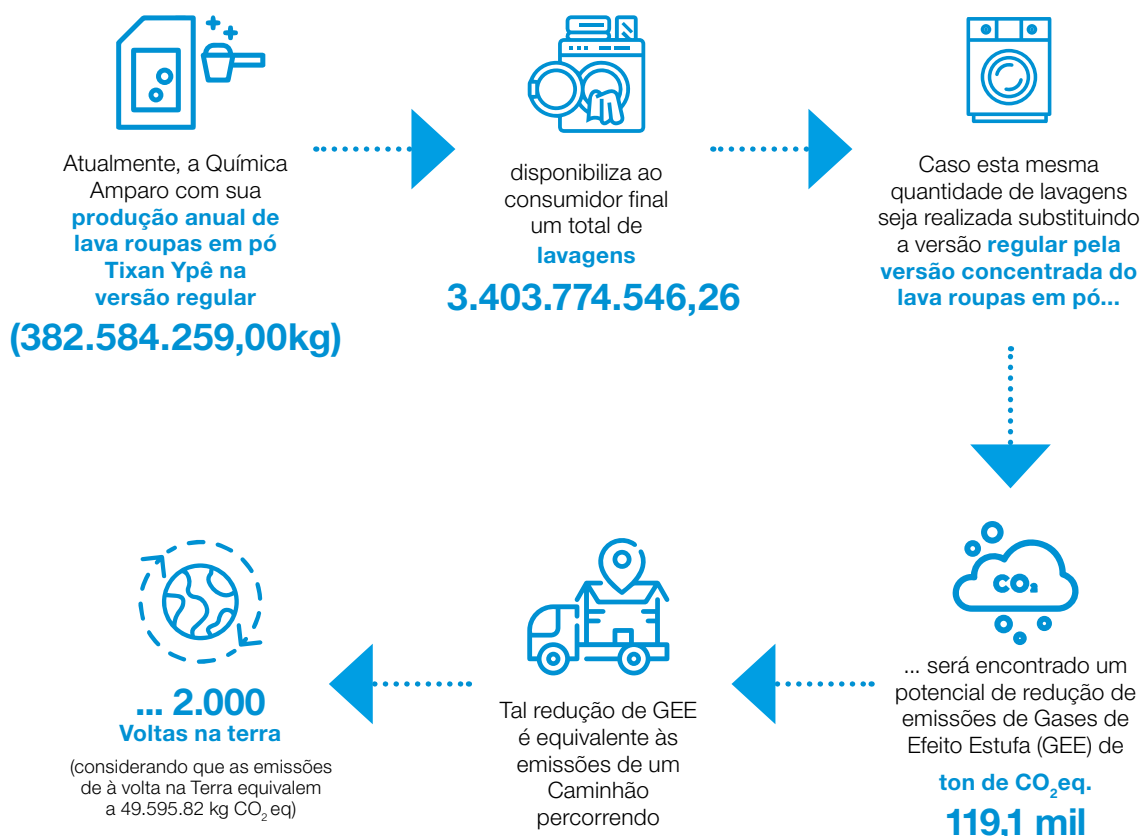 Atualmente, a Química
Amparo com sua
produção anual de
lava roupas em pó
Tixan Ypê na
versão regular
(382.584.259,00kg)
disponibiliza ao
consumidor final
um total de
lavagens
3.403.774.546,26
Caso esta mesma
quantidade de lavagens
seja realizada substituindo
a versão regular pela
versão concentrada do
lava roupas em pó...
CO₂
... será encontrado um
potencial de redução de
emissões de Gases de
Efeito Estufa (GEE) de
ton de CO₂eq.
119,1 mil
Tal redução de GEE
é equivalente às
emissões de um
Caminhão
percorrendo
... 2.000
Voltas na terra
(considerando que as emissões
de à volta na Terra equivalem
a 49.595.82 kg CO₂ eq)